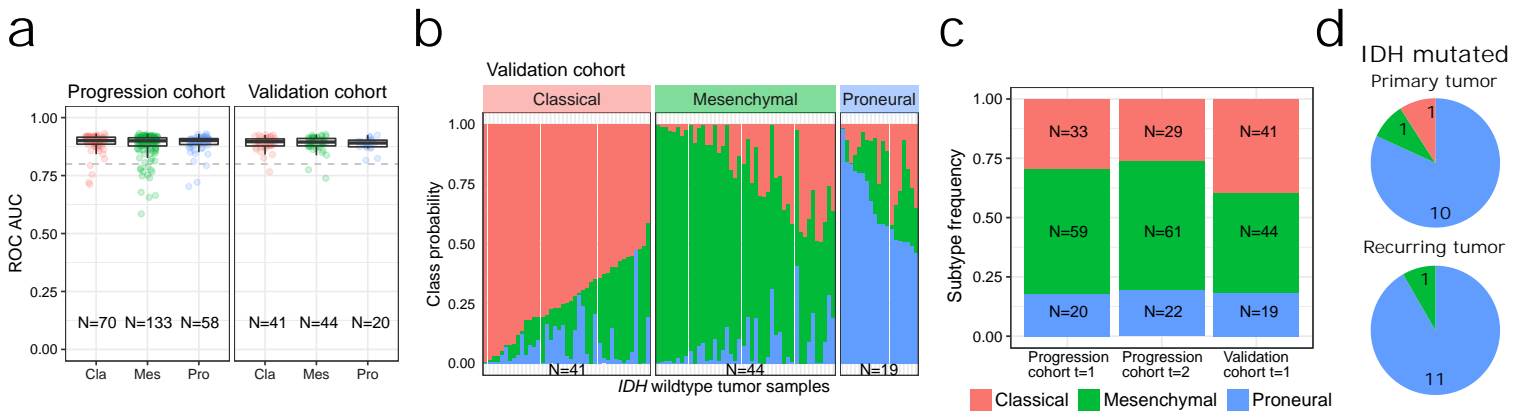 a
Progression cohort
Validation cohort
ROC AUC
1.00
0.75
0.50
0.25
0.00
N=70
N=133
N=58
N=41
N=44
N=20
Cla
Mes
Pro
Cla
Mes
Pro
b
Validation cohort
Classical
Mesenchymal
Proneural
Class probability
1.00
0.75
0.50
0.25
0.00
N=41
N=44
N=19
IDH wildtype tumor samples
c
Subtype frequency
1.00
0.75
0.50
0.25
0.00
N=33
N=29
N=41
N=59
N=61
N=44
N=20
N=22
N=19
Progression
cohort t=1
Progression
cohort t=2
Validation
cohort t=1
Classical
Mesenchymal
Proneural
d
IDH mutated
Primary tumor
1
1
10
Recurring tumor
1
11